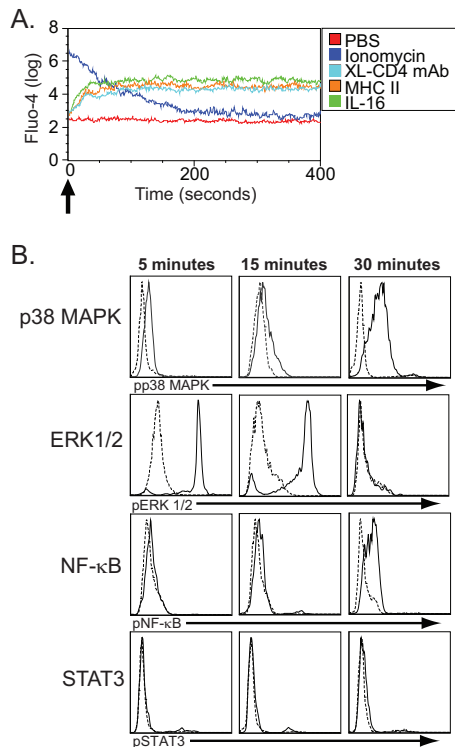 A.
8
6
4
2
0
Fluo-4 (log)
0 200 400
Time (seconds)
PBS
Ionomycin
XL-CD4 mAb
MHC II
IL-16
B.
5 minutes 15 minutes 30 minutes
p38 MAPK
pp38 MAPK
ERK1/2
pERK 1/2
NF-κB
pNF-κB
STAT3
pSTAT3